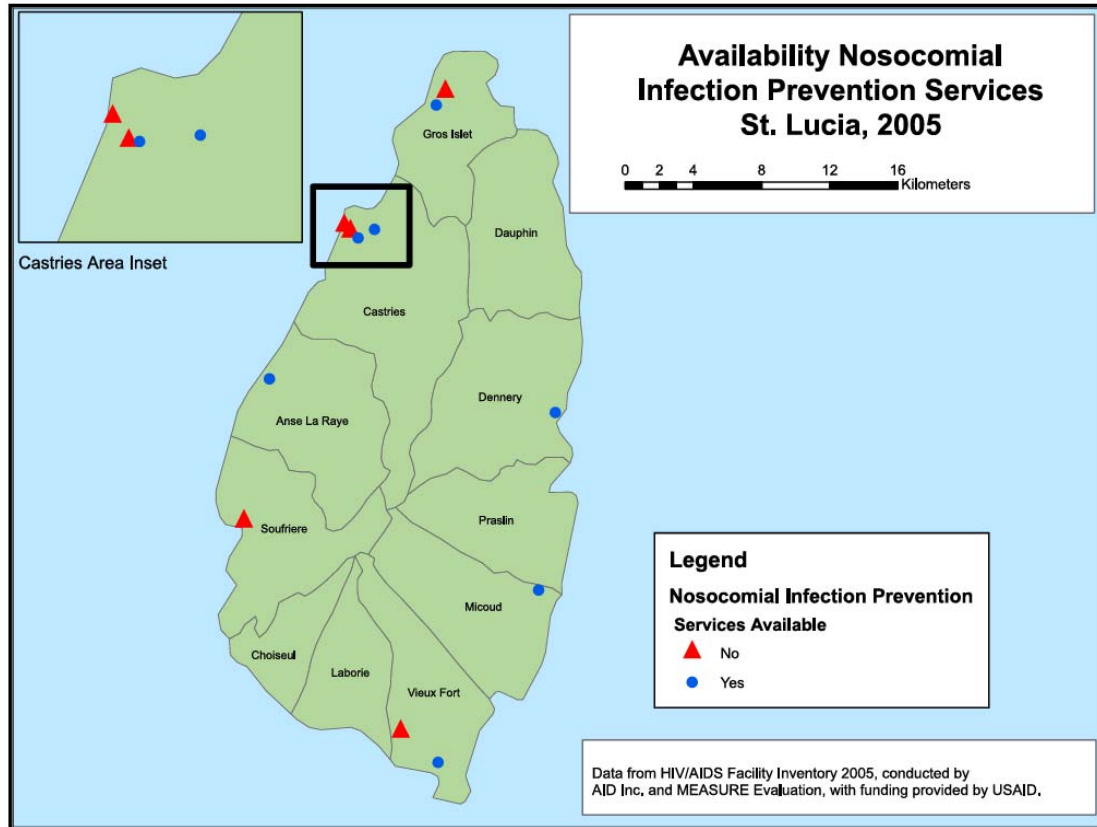 Availability Nosocomial
Infection Prevention Services
St. Lucia, 2005
0 2 4 8 12 16
Kilometers
Castries Area Inset
Gros Islet
Dauphin
Castries
Dennery
Anse La Raye
Praslin
Soufriere
Micoud
Choiseul
Laborie
Vieux Fort
Legend
Nosocomial Infection Prevention
Services Available
No
Yes
Data from HIV/AIDS Facility Inventory 2005, conducted by
AID Inc. and MEASURE Evaluation, with funding provided by USAID.